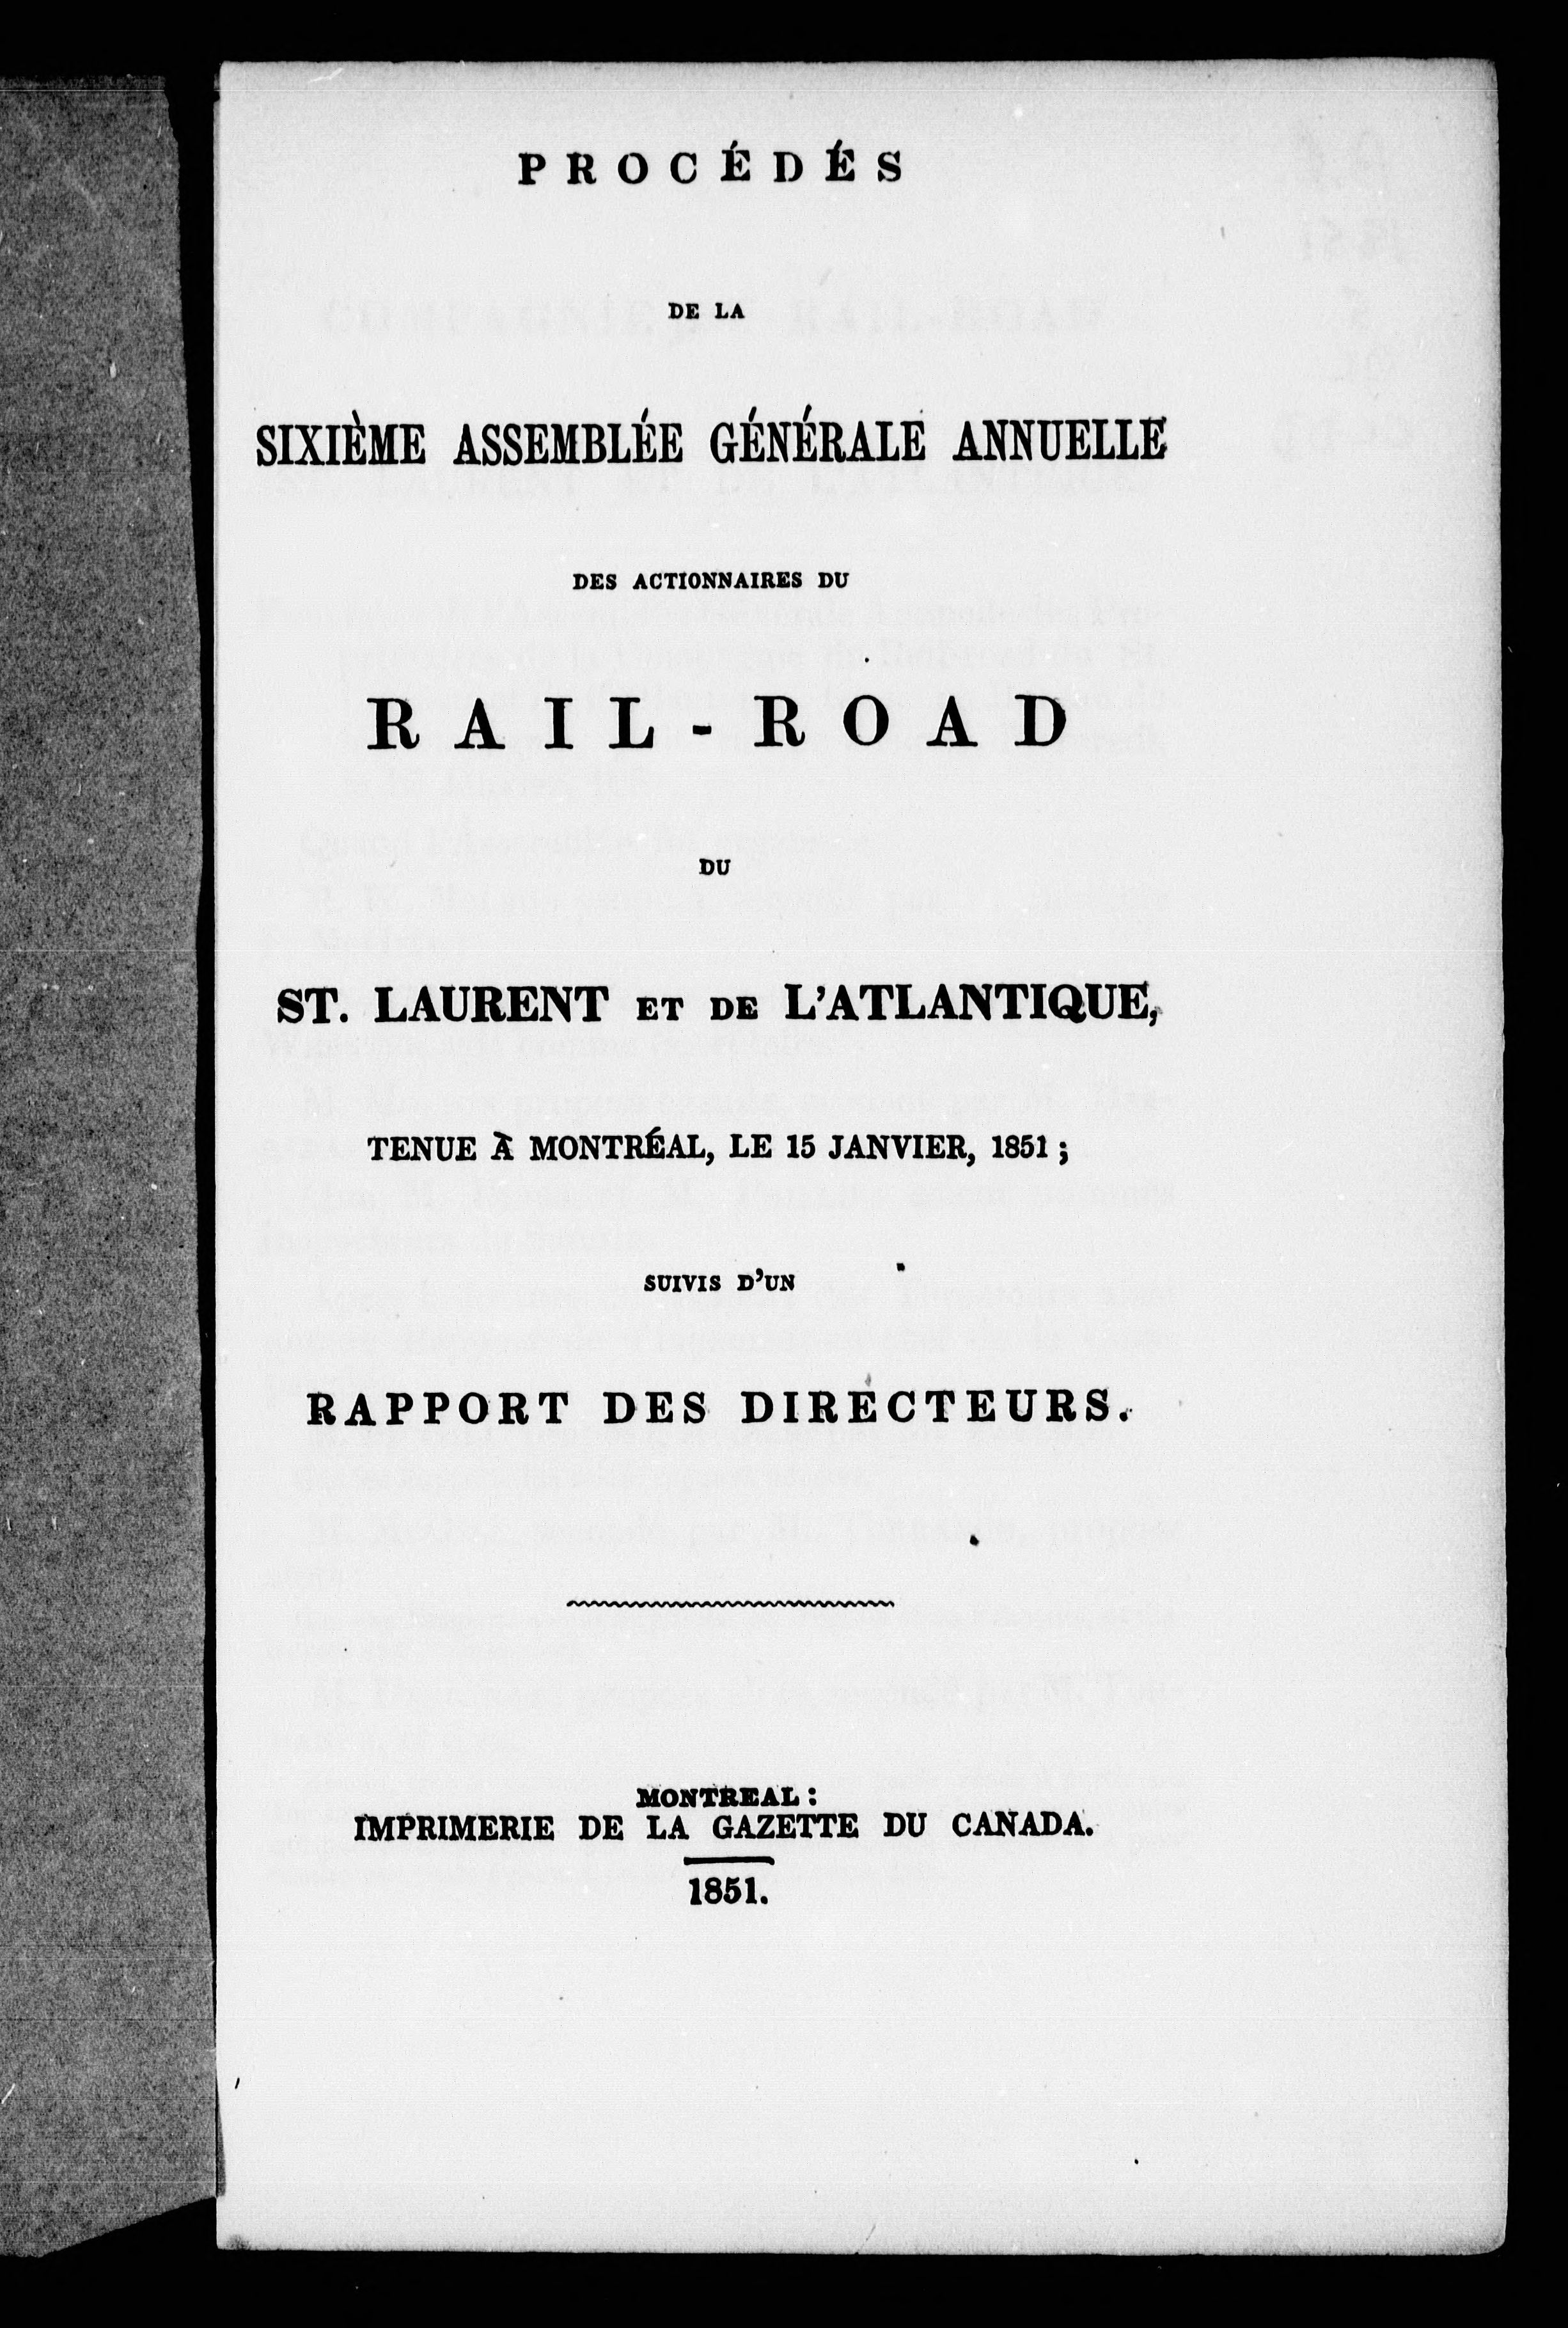 PROCÉDÉS
DE LA
SIXIÈME ASSEMBLÉE GÉNÉRALE ANNUELLE
DES ACTIONNAIRES DU
RAIL-ROAD
DU
ST. LAURENT ET DE L'ATLANTIQUE,
TENUE À MONTRÉAL, LE 15 JANVIER, 1851 ;
SUIVIS D'UN
RAPPORT DES DIRECTEURS.
MONTREAL :
IMPRIMERIE DE LA GAZETTE DU CANADA.
1851.